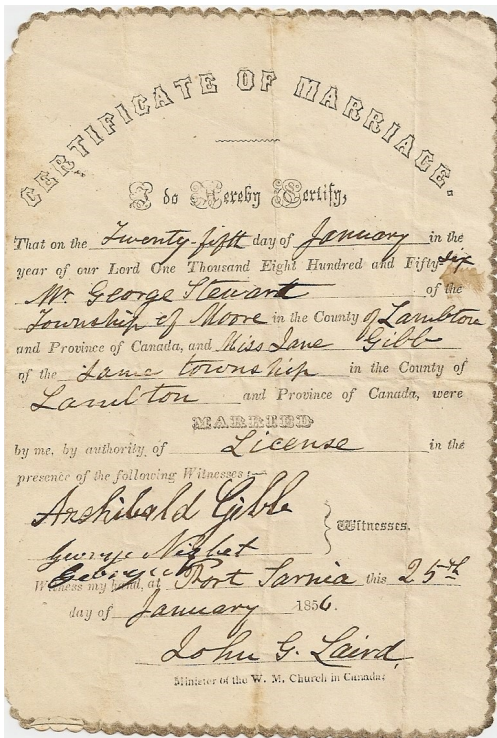 CERTIFICATE OF MARRIAGE.
I do Hereby Certify,
That on the Twenty-fifth day of January in the
year of our Lord One Thousand Eight Hundred and Fifty six
Mr George Stewart of the
Township of Moore in the County of Lambton
and Province of Canada, and Miss Jane Gibb
of the same township in the County of
Lambton and Province of Canada, were
MARRIED
by me, by authority of License in the
presence of the following Witnesses:—
Archibald Gibb
Witnesses.
George Nisbet
George
Witness my hand, at Port Sarnia this 25th
day of January 1856.
John G. Laird
Minister of the W. M. Church in Canada.